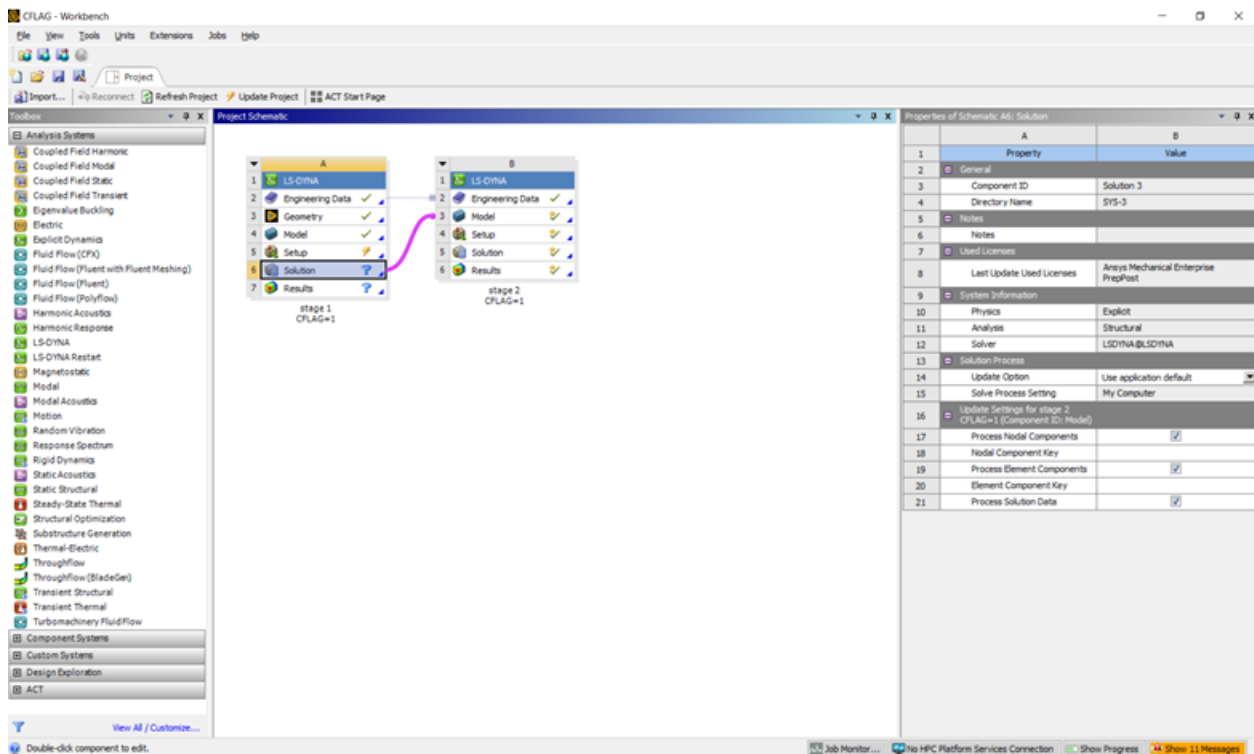 CFLAG - Workbench
File View Tools Units Extensions Jobs Help
Project
Import... Reconnect Refresh Project Update Project ACT Start Page
Toolbox
Analysis Systems
Coupled Field Harmonic
Coupled Field Modal
Coupled Field Static
Coupled Field Transient
Eigenvalue Buckling
Electric
Explicit Dynamics
Fluid Flow (CFX)
Fluid Flow (Fluent with Fluent Meshing)
Fluid Flow (Fluent)
Fluid Flow (Polyflow)
Harmonic Acoustics
Harmonic Response
LS-DYNA
LS-DYNA Restart
Magnetostatic
Modal
Modal Acoustics
Motion
Random Vibration
Response Spectrum
Rigid Dynamics
Static Acoustics
Static Structural
Steady-State Thermal
Structural Optimization
Substructure Generation
Thermal-Electric
Throughflow
Throughflow (BladeGen)
Transient Structural
Transient Thermal
Turbomachinery Fluid Flow
Component Systems
Custom Systems
Design Exploration
ACT
View All / Customize...
Project Schematic
A
1 LS-DYNA
2 Engineering Data
3 Geometry
4 Model
5 Setup
6 Solution ?
7 Results ?
stage 1
CFLAG=1
B
1 LS-DYNA
2 Engineering Data
3 Model
4 Setup
5 Solution
6 Results
stage 2
CFLAG=1
Properties of Schematic A6: Solution
A B
1 Property Value
2 General
3 Component ID Solution 3
4 Directory Name SYS-3
5 Notes
6 Notes
7 Used Licenses
8 Last Update Used Licenses Ansys Mechanical Enterprise
PrepPost
9 System Information
10 Physics Explicit
11 Analysis Structural
12 Solver LSDYNA@LSDYNA
13 Solution Process
14 Update Option Use application default
15 Solve Process Setting My Computer
16 Update Settings for stage 2
CFLAG=1 (Component ID: Model)
17 Process Nodal Components
18 Nodal Component Key
19 Process Element Components
20 Element Component Key
21 Process Solution Data
Double-click component to edit.
Job Monitor... No HPC Platform Services Connection Show Progress Show 11 Messages